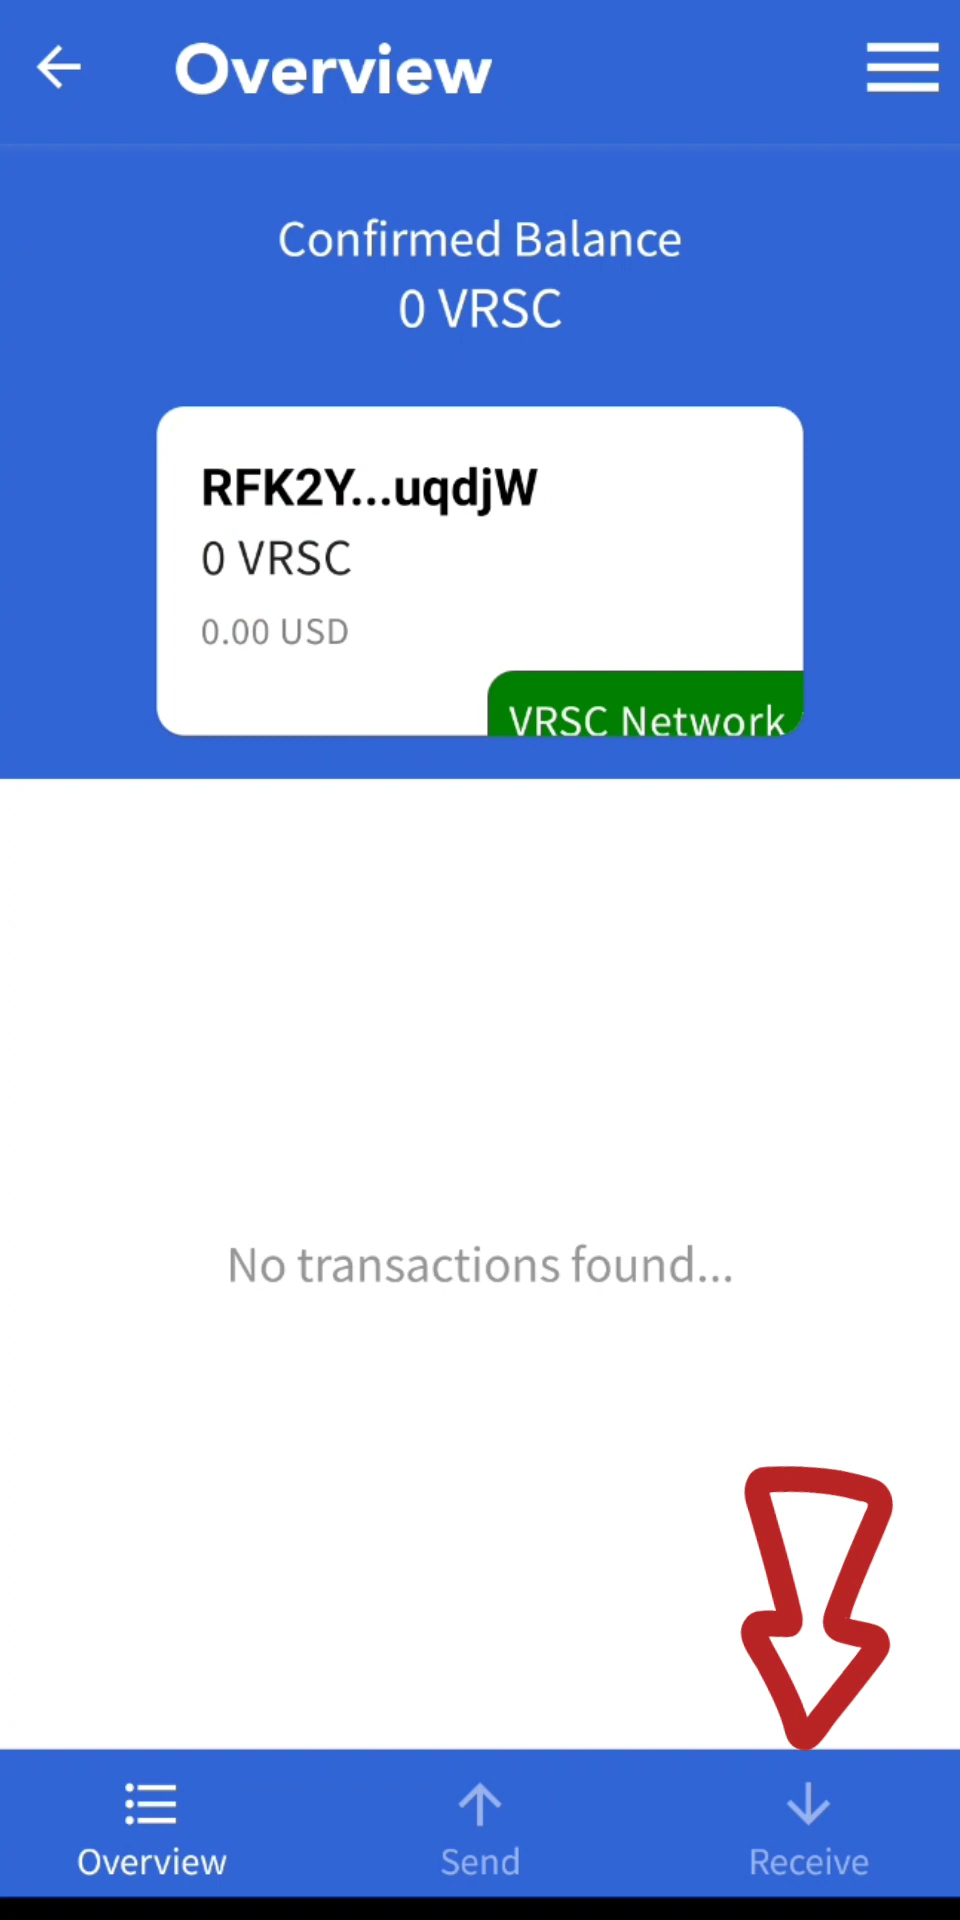 Overview
Confirmed Balance
0 VRSC
RFK2Y...uqdjW
0 VRSC
0.00 USD
VRSC Network
No transactions found...
Overview
Send
Receive